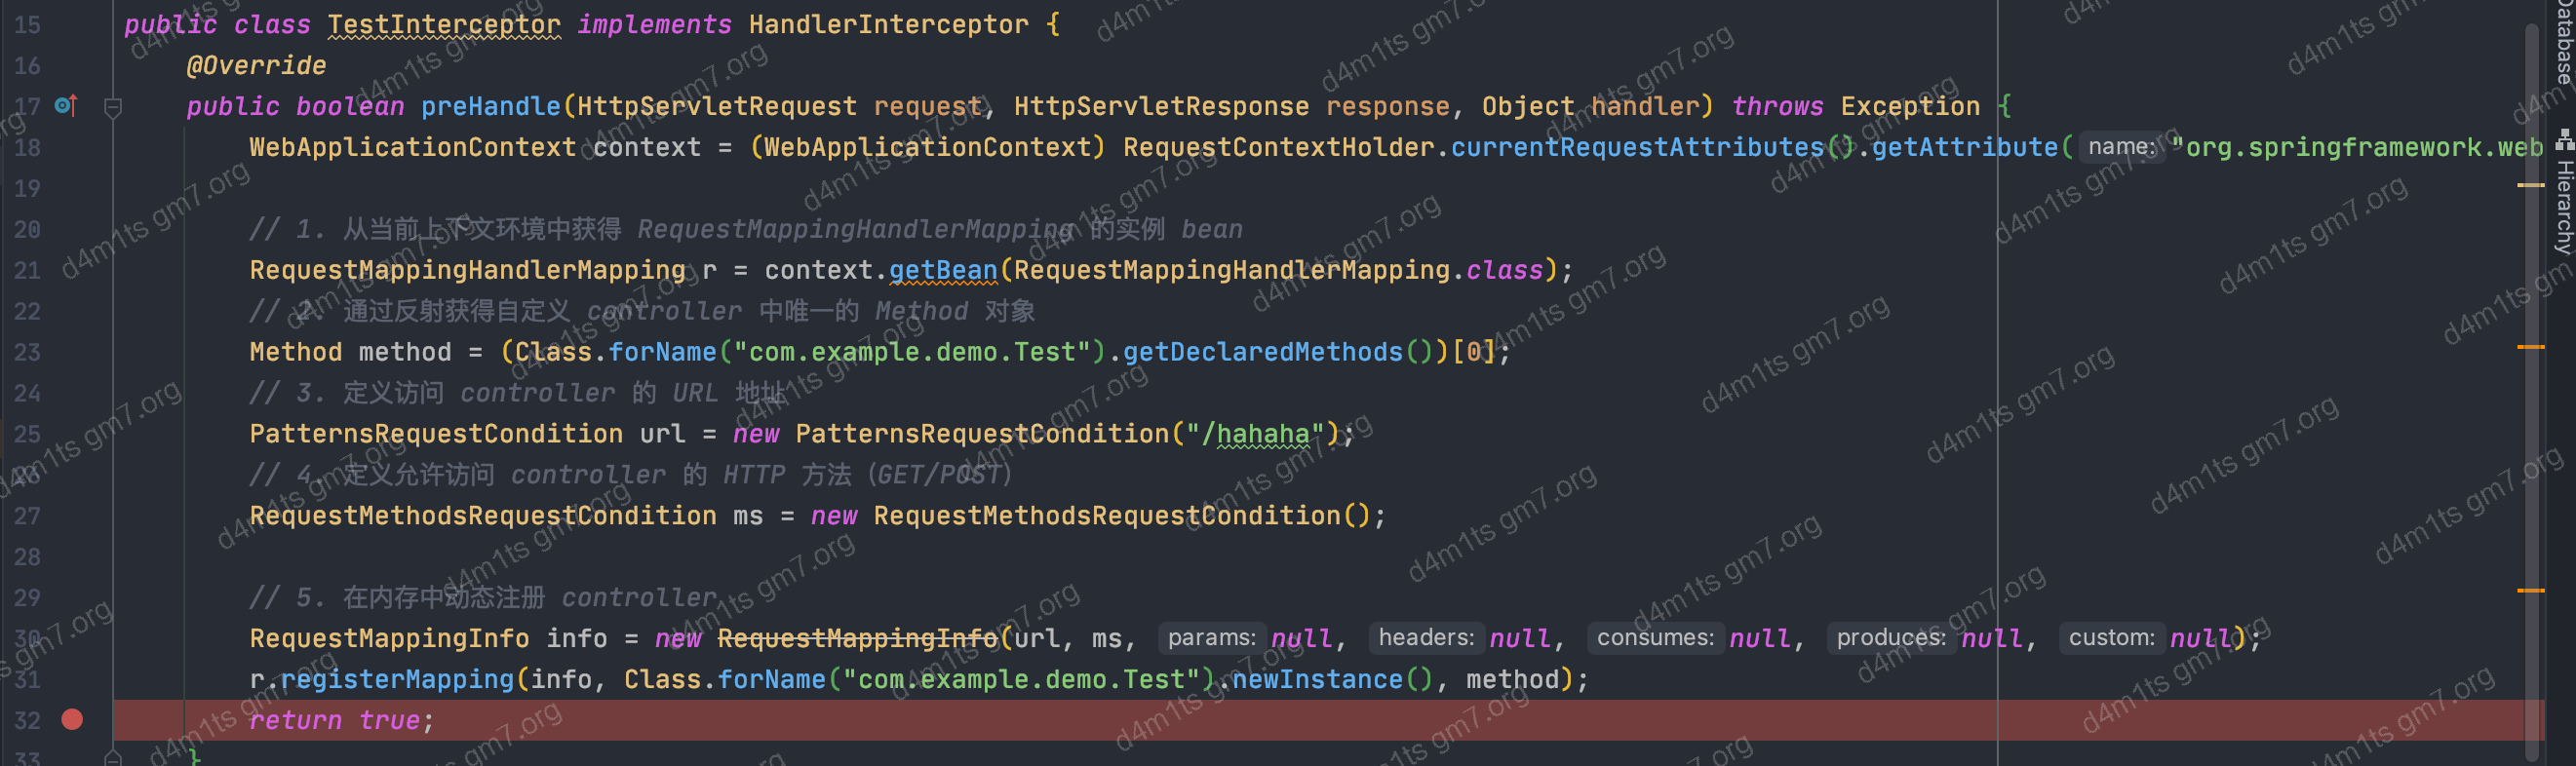 15 public class TestInterceptor implements HandlerInterceptor {
16 @Override
17 public boolean preHandle(HttpServletRequest request, HttpServletResponse response, Object handler) throws Exception {
18 WebApplicationContext context = (WebApplicationContext) RequestContextHolder.currentRequestAttributes().getAttribute( name: "org.springframework.web
19
20 // 1. 从当前上下文环境中获得 RequestMappingHandlerMapping 的实例 bean
21 RequestMappingHandlerMapping r = context.getBean(RequestMappingHandlerMapping.class);
22 // 2. 通过反射获得自定义 controller 中唯一的 Method 对象
23 Method method = (Class.forName("com.example.demo.Test").getDeclaredMethods())[0];
24 // 3. 定义访问 controller 的 URL 地址
25 PatternsRequestCondition url = new PatternsRequestCondition("/hahaha");
26 // 4. 定义允许访问 controller 的 HTTP 方法（GET/POST）
27 RequestMethodsRequestCondition ms = new RequestMethodsRequestCondition();
28
29 // 5. 在内存中动态注册 controller
30 RequestMappingInfo info = new RequestMappingInfo(url, ms, params: null, headers: null, consumes: null, produces: null, custom: null);
31 r.registerMapping(info, Class.forName("com.example.demo.Test").newInstance(), method);
32 return true;
33 }
Database
Hierarchy
d4m1ts gm7.org